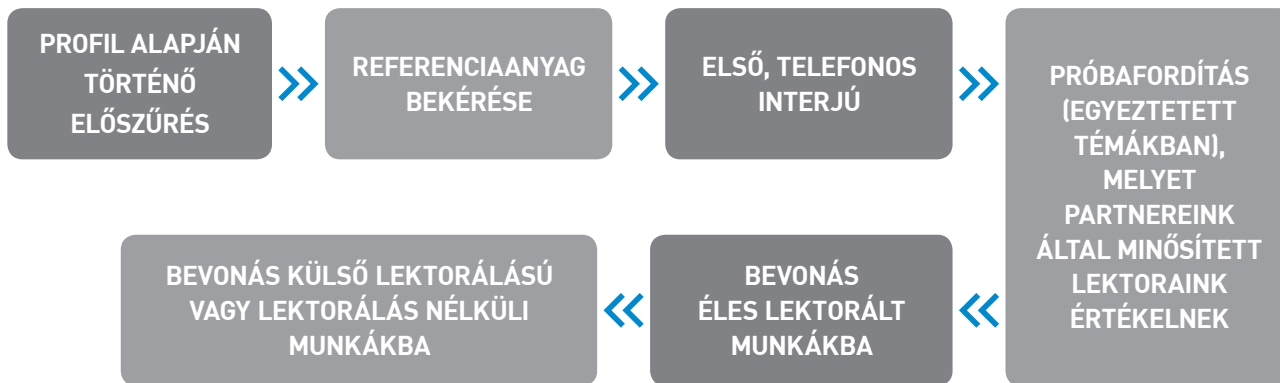 PROFIL ALAPJÁN
TÖRTÉNŐ
ELŐSZŰRÉS
REFERENCIAANYAG
BEKÉRÉSE
ELSŐ, TELEFONOS
INTERJÚ
PRÓBAFORDÍTÁS
(EGYEZTETETT
TÉMÁKBAN),
MELYET
PARTNEREINK
ÁLTAL MINŐSÍTETT
LEKTORAINK
ÉRTÉKELNEK
BEVONÁS
ÉLES LEKTORÁLT
MUNKÁKBA
BEVONÁS KÜLSŐ LEKTORÁLÁSÚ
VAGY LEKTORÁLÁS NÉLKÜLI
MUNKÁKBA